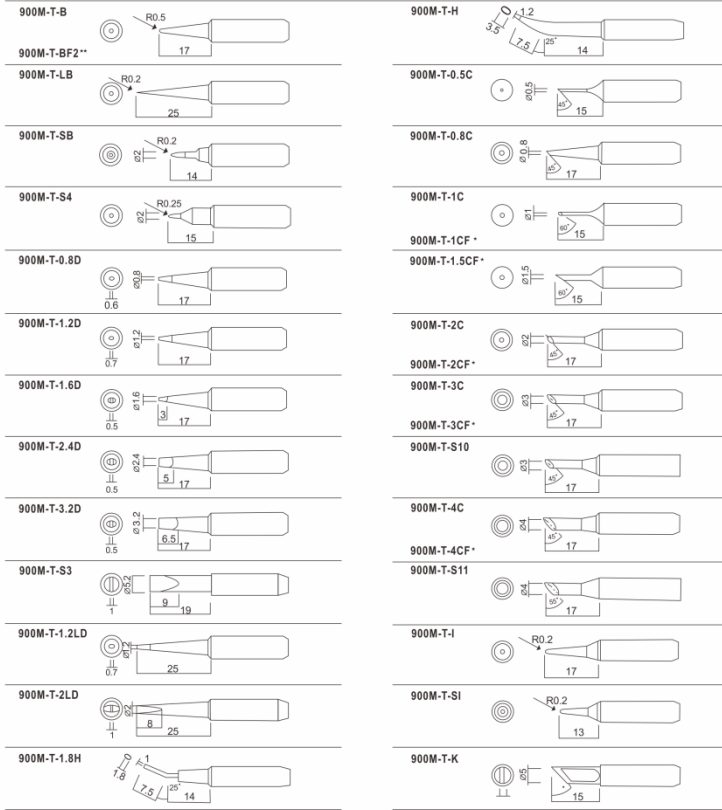 900M-T-B
R0.5
900M-T-BF2**
17
900M-T-LB
R0.2
25
900M-T-SB
R0.2
ø2
14
900M-T-S4
R0.25
ø2
15
900M-T-0.8D
ø0.8
0.6
17
900M-T-1.2D
ø1.2
0.7
17
900M-T-1.6D
ø1.6
3
0.5
17
900M-T-2.4D
ø2.4
5
0.5
17
900M-T-3.2D
ø3.2
6.5
0.5
17
900M-T-S3
ø5.2
9
1
19
900M-T-1.2LD
ø1.2
0.7
25
900M-T-2LD
ø2
8
1
25
900M-T-1.8H
1
1.8
7.5
25°
14
900M-T-H
1.2
3.5
7.5
25°
14
900M-T-0.5C
ø0.5
45°
15
900M-T-0.8C
ø0.8
45°
17
900M-T-1C
ø1
60°
900M-T-1CF *
15
900M-T-1.5CF*
ø1.5
60°
15
900M-T-2C
ø2
45°
900M-T-2CF*
17
900M-T-3C
ø3
45°
900M-T-3CF*
17
900M-T-S10
ø3
45°
17
900M-T-4C
ø4
45°
900M-T-4CF*
17
900M-T-S11
ø4
55°
17
900M-T-I
R0.2
17
900M-T-SI
R0.2
13
900M-T-K
ø5
15